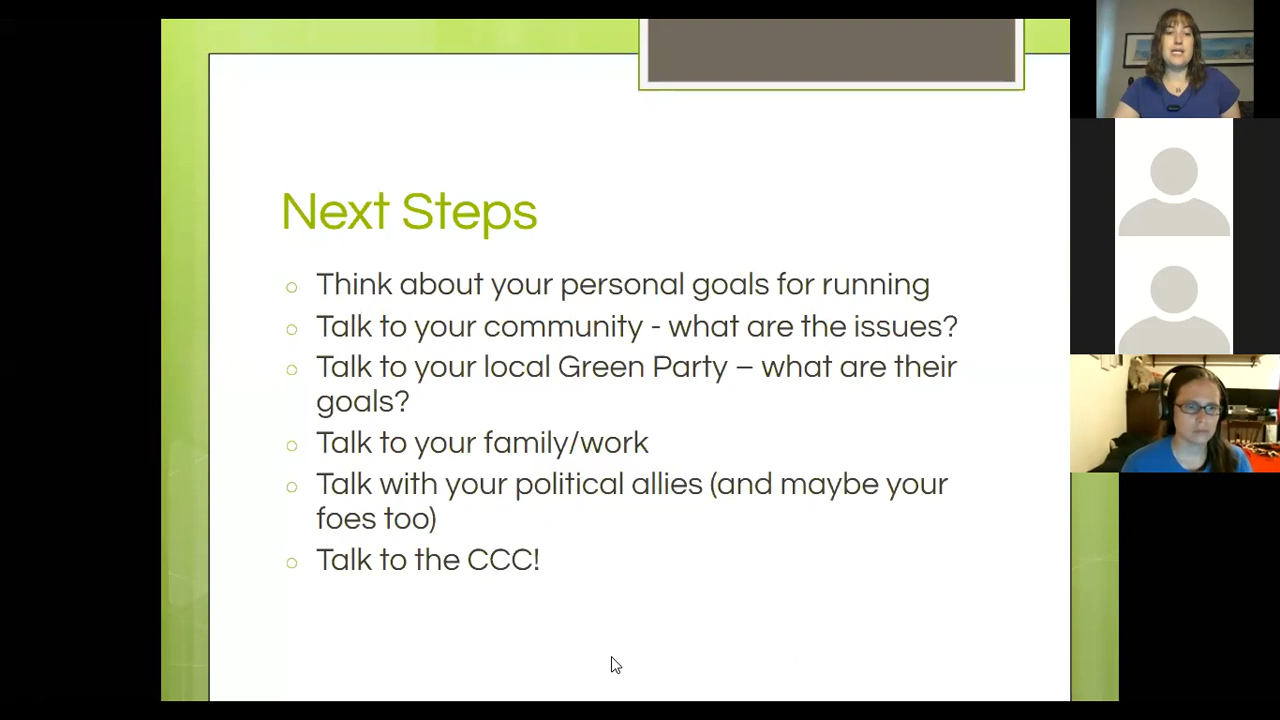 Next Steps
Think about your personal goals for running
Talk to your community - what are the issues?
Talk to your local Green Party – what are their
goals?
Talk to your family/work
Talk with your political allies (and maybe your
foes too)
Talk to the CCC!